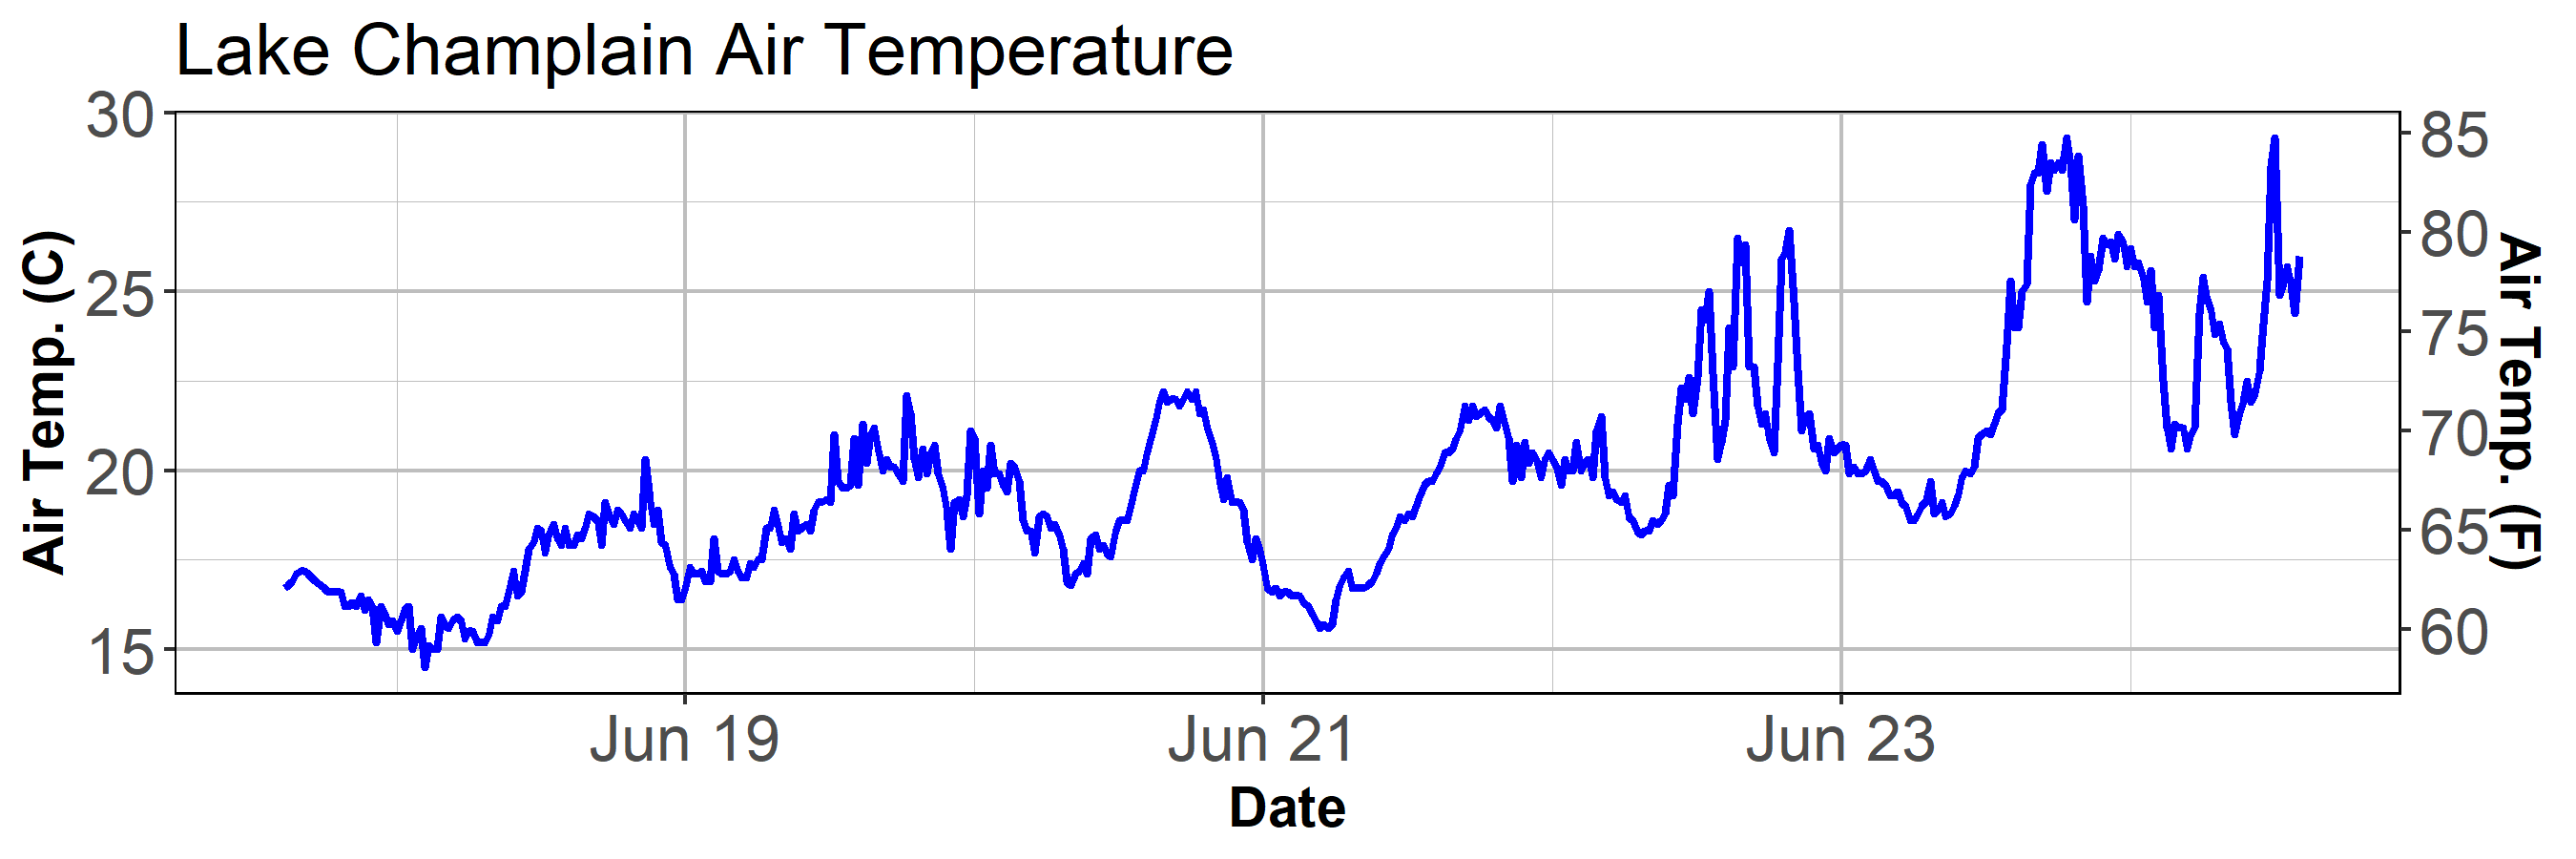 Lake Champlain Air Temperature
30
25
20
15
Air Temp. (C)
85
80
75
70
65
60
Air Temp. (F)
Jun 19
Jun 21
Jun 23
Date